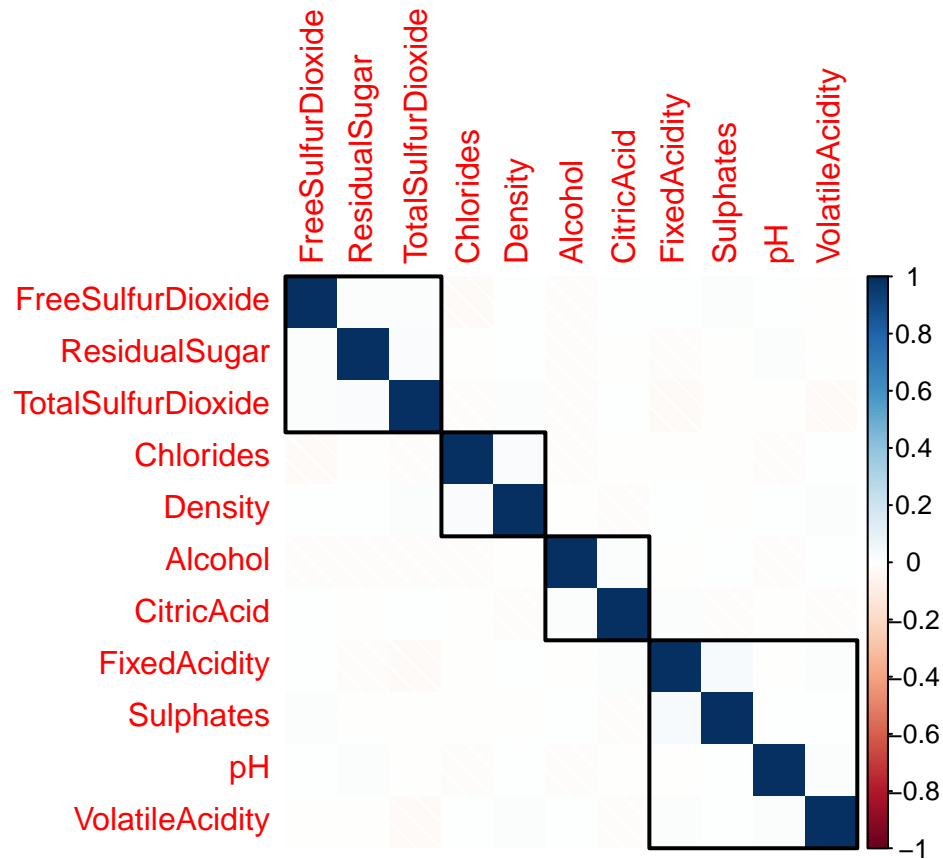 FreeSulfurDioxide
ResidualSugar
TotalSulfurDioxide
Chlorides
Density
Alcohol
CitricAcid
FixedAcidity
Sulphates
pH
VolatileAcidity
FreeSulfurDioxide
ResidualSugar
TotalSulfurDioxide
Chlorides
Density
Alcohol
CitricAcid
FixedAcidity
Sulphates
pH
VolatileAcidity
1
0.8
0.6
0.4
0.2
0
−0.2
−0.4
−0.6
−0.8
−1